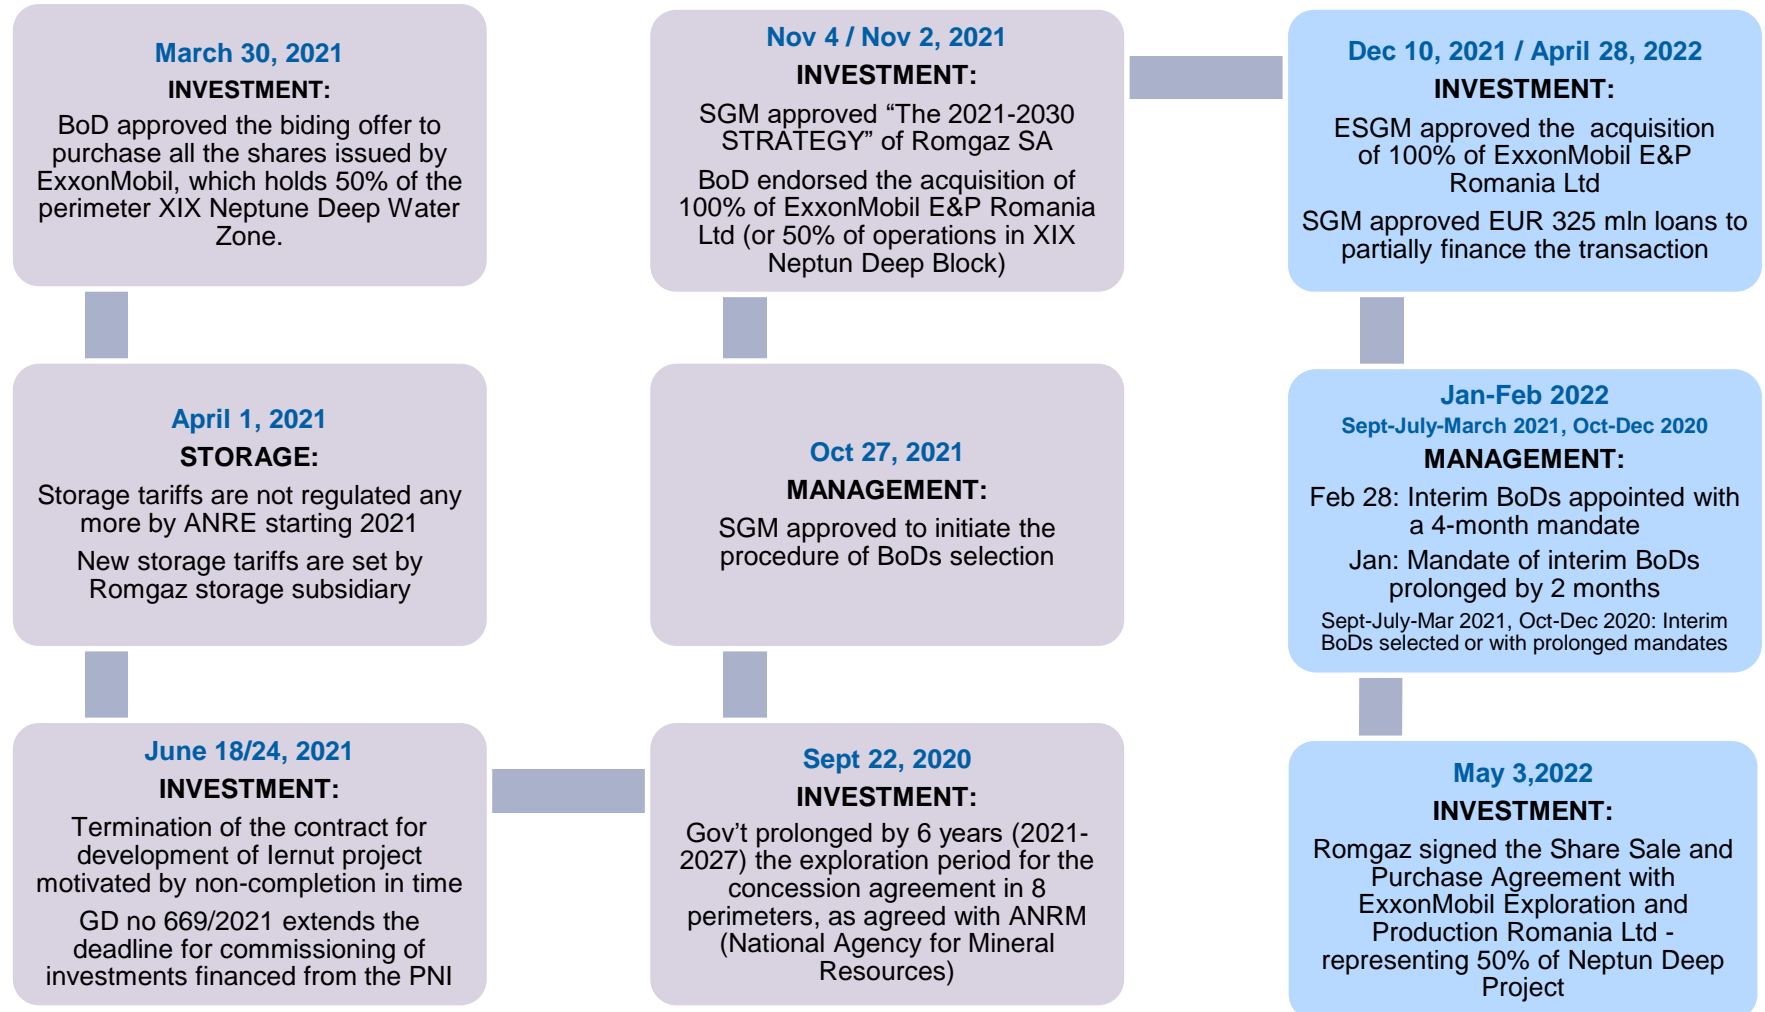 March 30, 2021
INVESTMENT:
BoD approved the biding offer to
purchase all the shares issued by
ExxonMobil, which holds 50% of the
perimeter XIX Neptune Deep Water
Zone.
April 1, 2021
STORAGE:
Storage tariffs are not regulated any
more by ANRE starting 2021
New storage tariffs are set by
Romgaz storage subsidiary
June 18/24, 2021
INVESTMENT:
Termination of the contract for
development of Iernut project
motivated by non-completion in time
GD no 669/2021 extends the
deadline for commissioning of
investments financed from the PNI
Sept 22, 2020
INVESTMENT:
Gov’t prolonged by 6 years (2021-
2027) the exploration period for the
concession agreement in 8
perimeters, as agreed with ANRM
(National Agency for Mineral
Resources)
Oct 27, 2021
MANAGEMENT:
SGM approved to initiate the
procedure of BoDs selection
Nov 4 / Nov 2, 2021
INVESTMENT:
SGM approved “The 2021-2030
STRATEGY” of Romgaz SA
BoD endorsed the acquisition of
100% of ExxonMobil E&P Romania
Ltd (or 50% of operations in XIX
Neptun Deep Block)
Dec 10, 2021 / April 28, 2022
INVESTMENT:
ESGM approved the acquisition
of 100% of ExxonMobil E&P
Romania Ltd
SGM approved EUR 325 mln loans to
partially finance the transaction
Jan-Feb 2022
Sept-July-March 2021, Oct-Dec 2020
MANAGEMENT:
Feb 28: Interim BoDs appointed with
a 4-month mandate
Jan: Mandate of interim BoDs
prolonged by 2 months
Sept-July-Mar 2021, Oct-Dec 2020: Interim
BoDs selected or with prolonged mandates
May 3,2022
INVESTMENT:
Romgaz signed the Share Sale and
Purchase Agreement with
ExxonMobil Exploration and
Production Romania Ltd -
representing 50% of Neptun Deep
Project